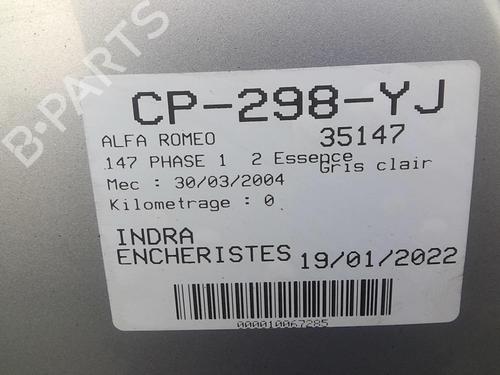 B-PARTS
CP-298-YJ
ALFA ROMEO 35147
147 PHASE 1 2 Essence
Gris clair
Mec : 30/03/2004
Kilometrage : 0
INDRA
ENCHERISTES 19/01/2022
000010067285